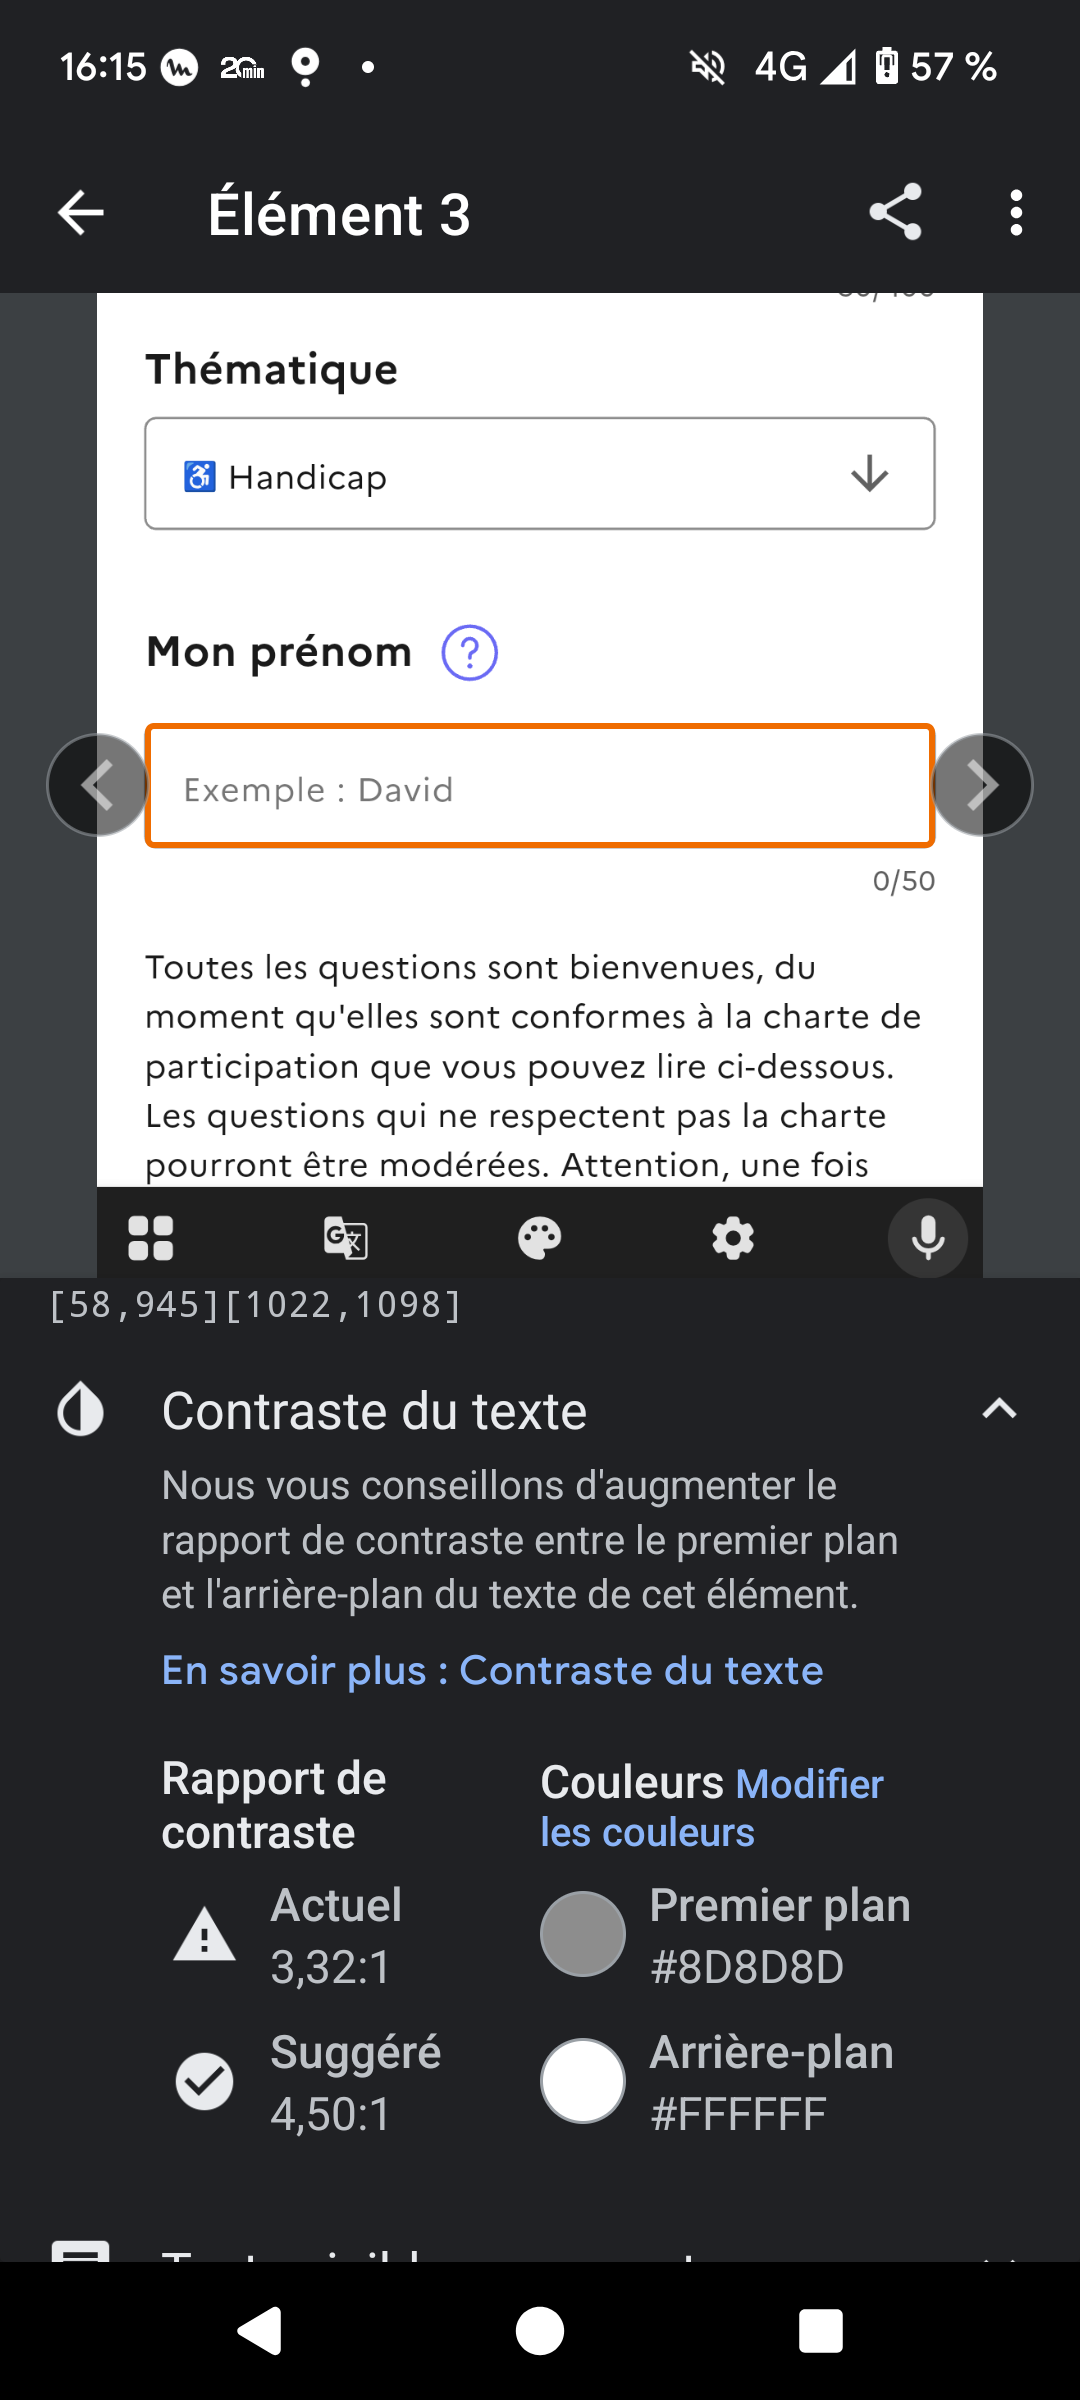 16:15 20min 4G 57 %
Élément 3
Thématique
Handicap
Mon prénom ?
Exemple : David
0/50
Toutes les questions sont bienvenues, du
moment qu'elles sont conformes à la charte de
participation que vous pouvez lire ci-dessous.
Les questions qui ne respectent pas la charte
pourront être modérées. Attention, une fois
[58,945][1022,1098]
Contraste du texte
Nous vous conseillons d'augmenter le
rapport de contraste entre le premier plan
et l'arrière-plan du texte de cet élément.
En savoir plus : Contraste du texte
Rapport de
contraste
Couleurs Modifier
les couleurs
Actuel
3,32:1
Premier plan
#8D8D8D
Suggéré
4,50:1
Arrière-plan
#FFFFFF